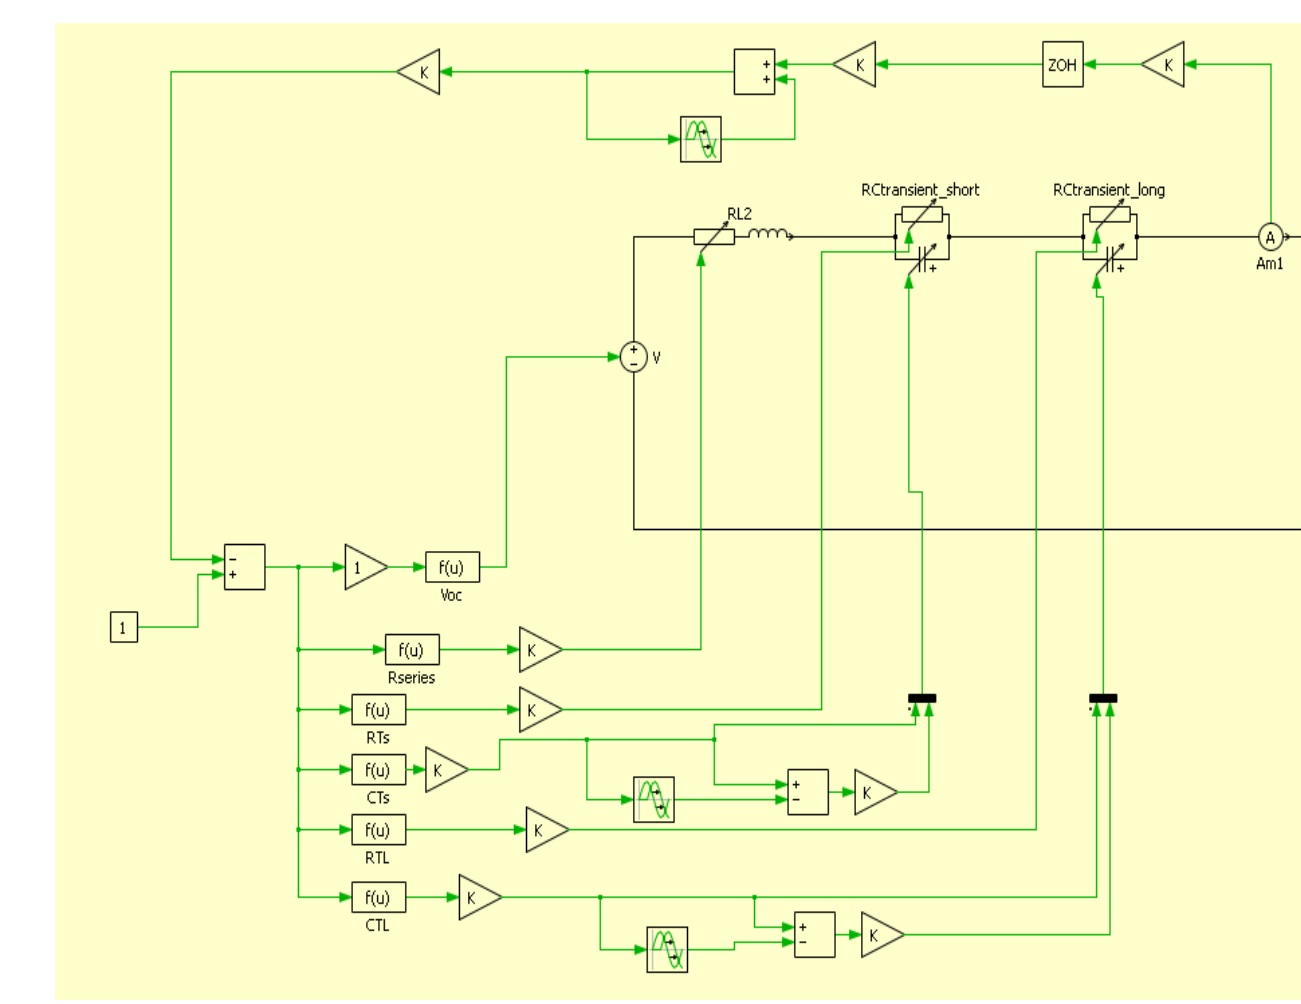 K
+
+
K
ZOH
K
RCtransient_short
RCtransient_long
RL2
A
+
+
Am1
+
−
V
−
+
1
f(u)
Voc
1
f(u)
K
Rseries
f(u)
K
RTs
f(u)
K
CTs
+
−
K
f(u)
K
RTL
f(u)
K
CTL
+
−
K